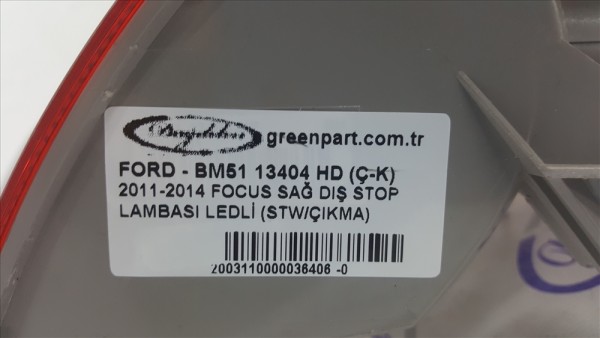 greenpart.com.tr
FORD - BM51 13404 HD (Ç-K)
2011-2014 FOCUS SAĞ DIŞ STOP
LAMBASI LEDLİ (STW/ÇIKMA)
2003110000036406 -0